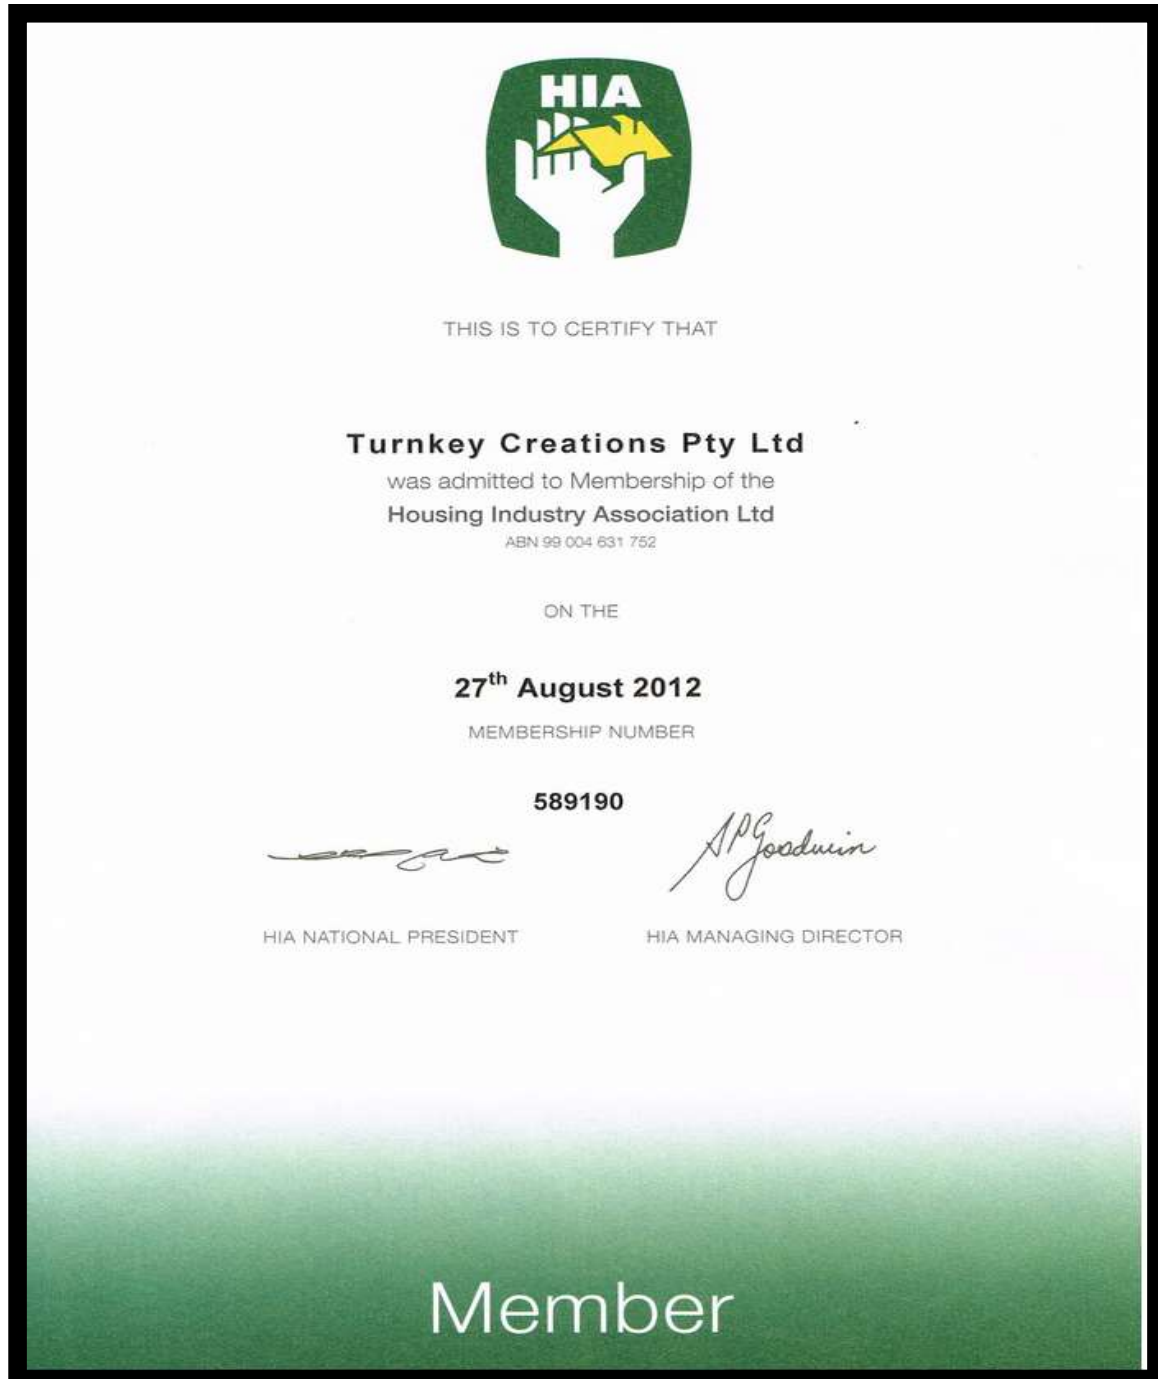 HIA
THIS IS TO CERTIFY THAT
Turnkey Creations Pty Ltd
was admitted to Membership of the
Housing Industry Association Ltd
ABN 99 004 631 752
ON THE
27th August 2012
MEMBERSHIP NUMBER
589190
SPGoodwin
HIA NATIONAL PRESIDENT HIA MANAGING DIRECTOR
Member